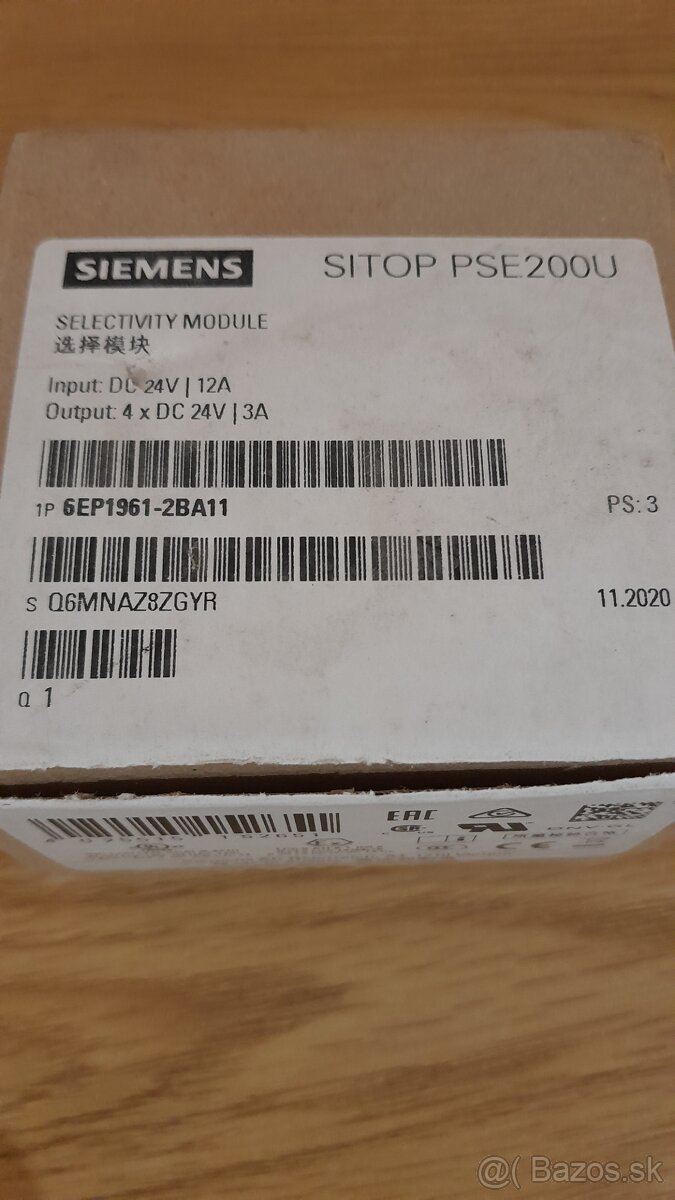 SIEMENS
SITOP PSE200U
SELECTIVITY MODULE
选择模块
Input: DC 24V | 12A
Output: 4 x DC 24V | 3A
1P 6EP1961-2BA11
PS: 3
S Q6MNAZ8ZGYR
11.2020
Q 1
EAC
@( Bazos.sk